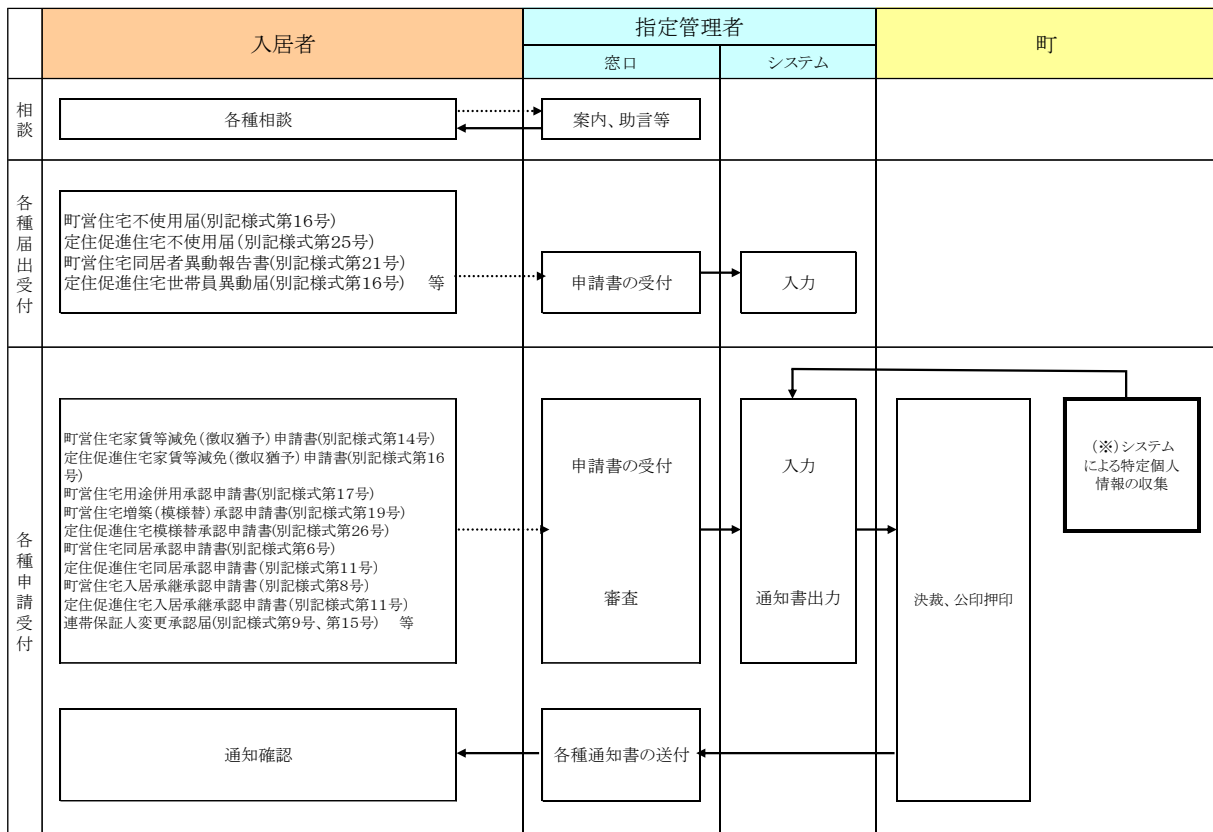 入居者
指定管理者
町
窓口
システム
相談
各種相談
案内、助言等
各種届出受付
町営住宅不使用届(別記様式第16号)
定住促進住宅不使用届(別記様式第25号)
町営住宅同居者異動報告書(別記様式第21号)
定住促進住宅世帯員異動届(別記様式第16号) 等
申請書の受付
入力
各種申請受付
町営住宅家賃等減免(徴収猶予)申請書(別記様式第14号)
定住促進住宅家賃等減免(徴収猶予)申請書(別記様式第16
号)
町営住宅用途併用承認申請書(別記様式第17号)
町営住宅増築(模様替)承認申請書(別記様式第19号)
定住促進住宅模様替承認申請書(別記様式第26号)
町営住宅同居承認申請書(別記様式第6号)
定住促進住宅同居承認申請書(別記様式第11号)
町営住宅入居承継承認申請書(別記様式第8号)
定住促進住宅入居承継承認申請書(別記様式第11号)
連帯保証人変更承認届(別記様式第9号、第15号) 等
申請書の受付
審査
入力
通知書出力
決裁、公印押印
(※)システム
による特定個人
情報の収集
通知確認
各種通知書の送付